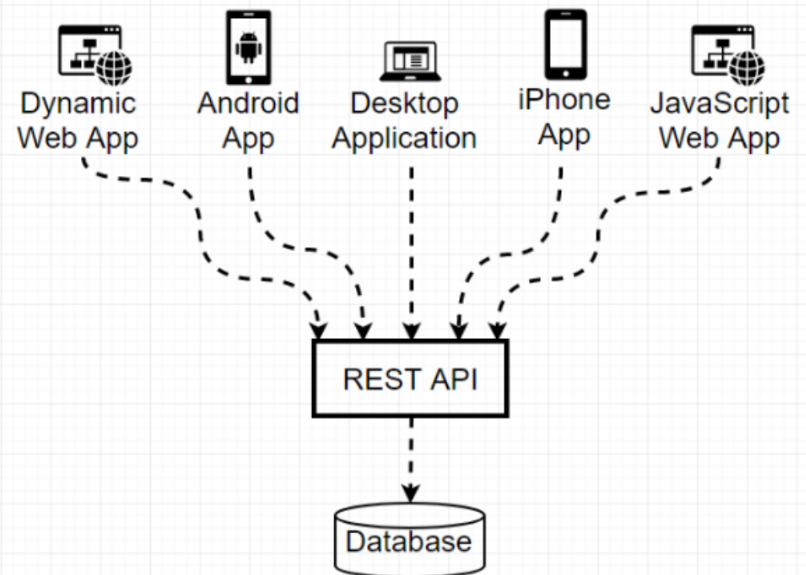 Dynamic
Web App
Android
App
Desktop
Application
iPhone
App
JavaScript
Web App
REST API
Database